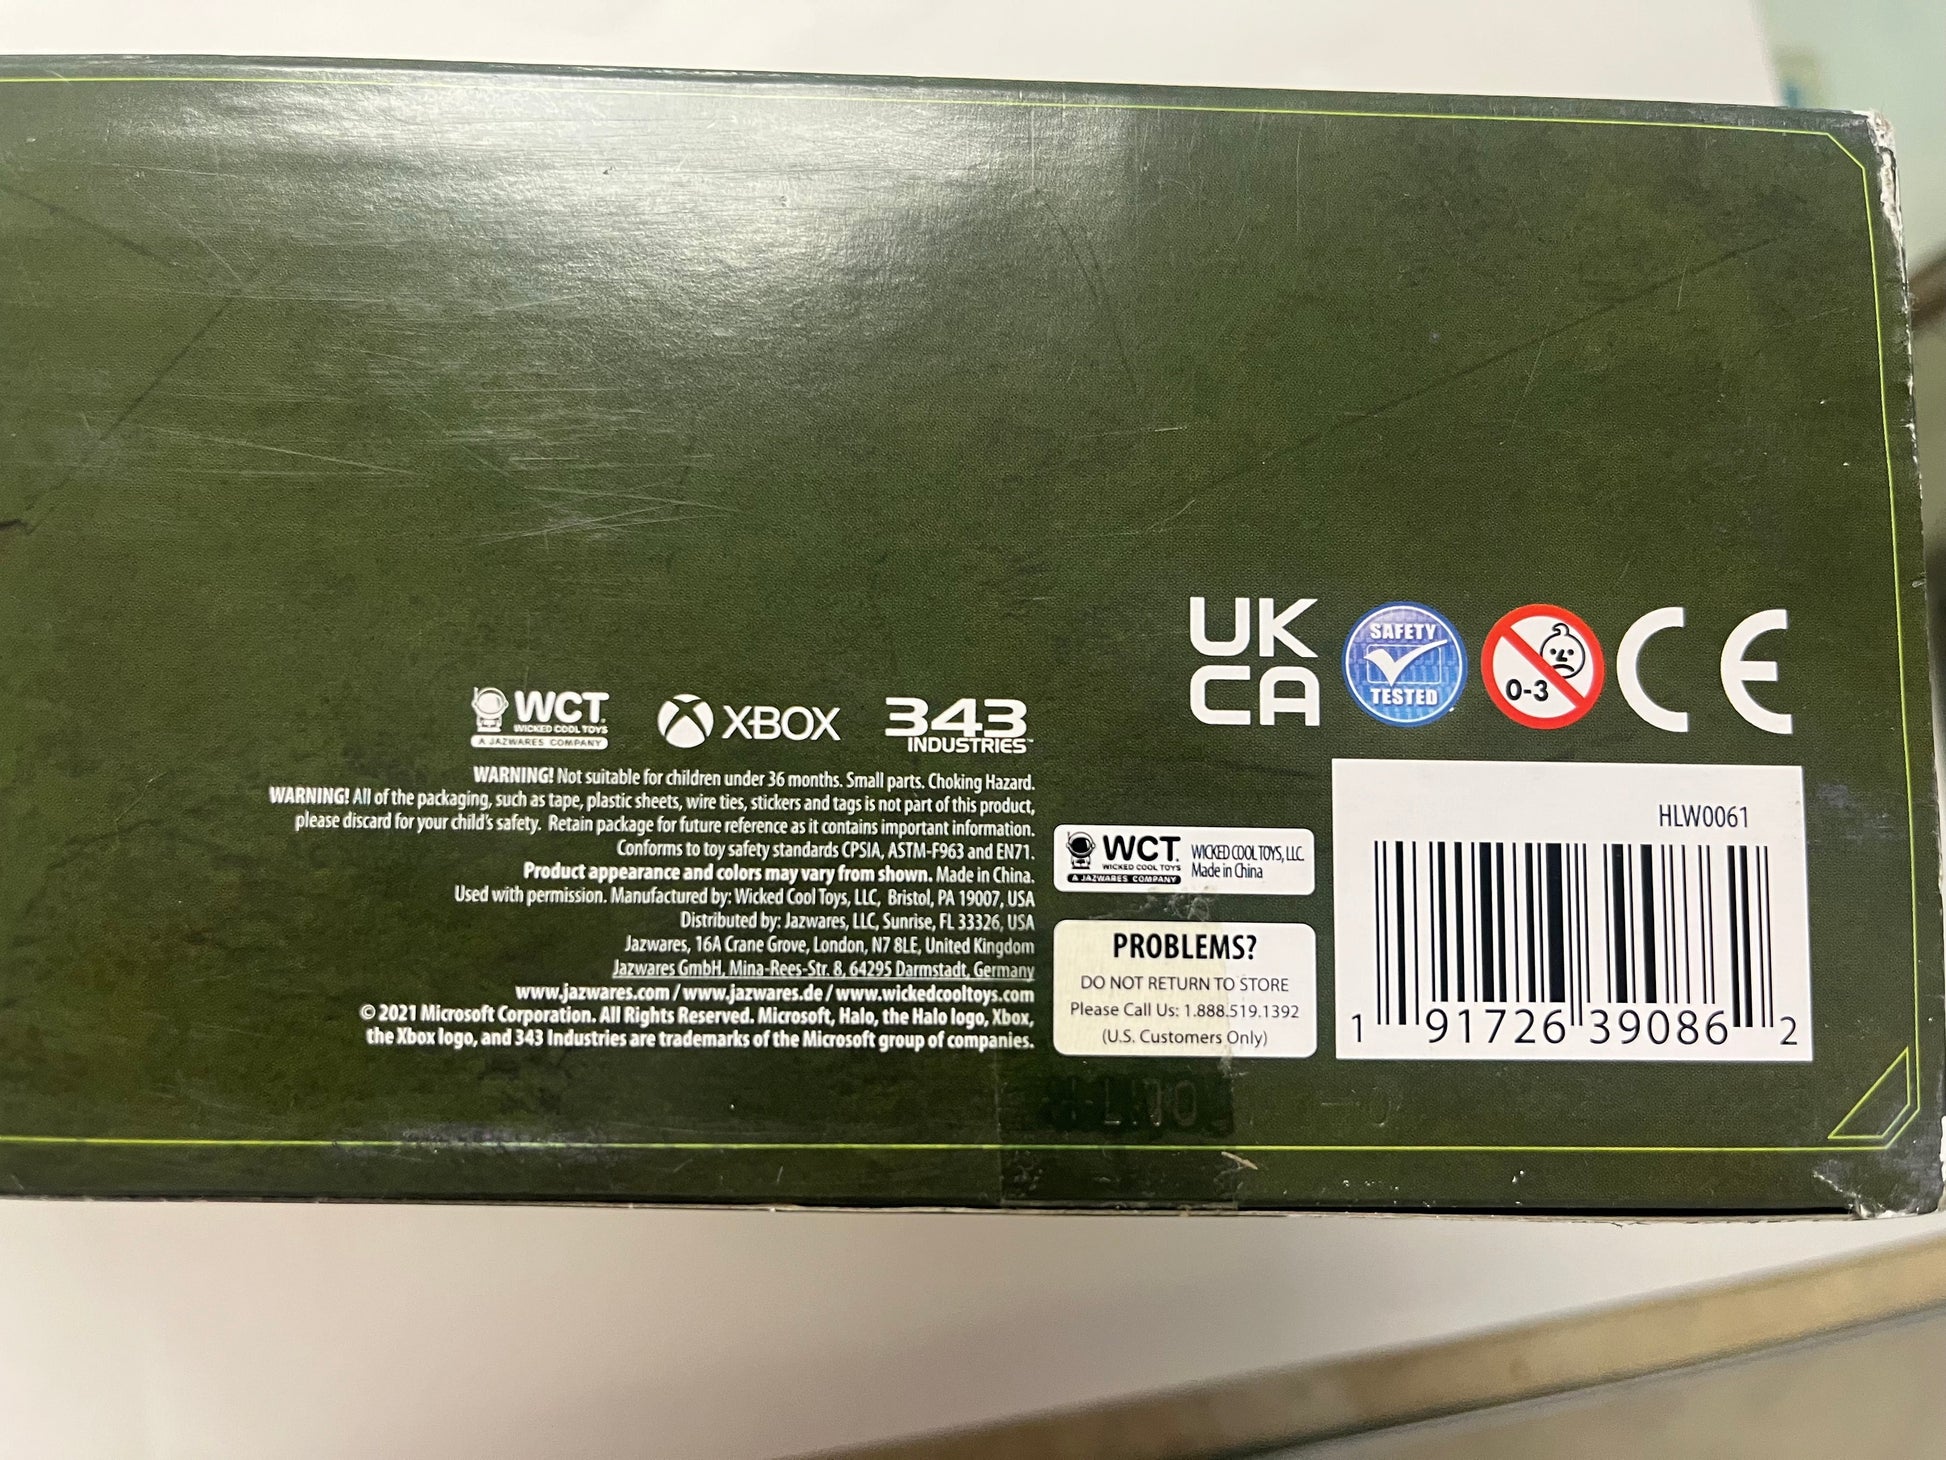 UK
CA
SAFETY
TESTED
0-3
CE
WCT.
WICKED COOL TOYS
A JAZWARES COMPANY
XBOX
343
INDUSTRIES™
WARNING! Not suitable for children under 36 months. Small parts. Choking Hazard.
WARNING! All of the packaging, such as tape, plastic sheets, wire ties, stickers and tags is not part of this product,
please discard for your child's safety. Retain package for future reference as it contains important information.
Conforms to toy safety standards CPSIA, ASTM-F963 and EN71.
Product appearance and colors may vary from shown. Made in China.
Used with permission. Manufactured by: Wicked Cool Toys, LLC, Bristol, PA 19007, USA
Distributed by: Jazwares, LLC, Sunrise, FL 33326, USA
Jazwares, 16A Crane Grove, London, N7 8LE, United Kingdom
Jazwares GmbH, Mina-Rees-Str. 8, 64295 Darmstadt, Germany
www.jazwares.com / www.jazwares.de / www.wickedcooltoys.com
© 2021 Microsoft Corporation. All Rights Reserved. Microsoft, Halo, the Halo logo, Xbox,
the Xbox logo, and 343 Industries are trademarks of the Microsoft group of companies.
WCT.
WICKED COOL TOYS
A JAZWARES COMPANY
WICKED COOL TOYS, LLC.
Made in China
PROBLEMS?
DO NOT RETURN TO STORE
Please Call Us: 1.888.519.1392
(U.S. Customers Only)
HLW0061
1 91726 39086 2